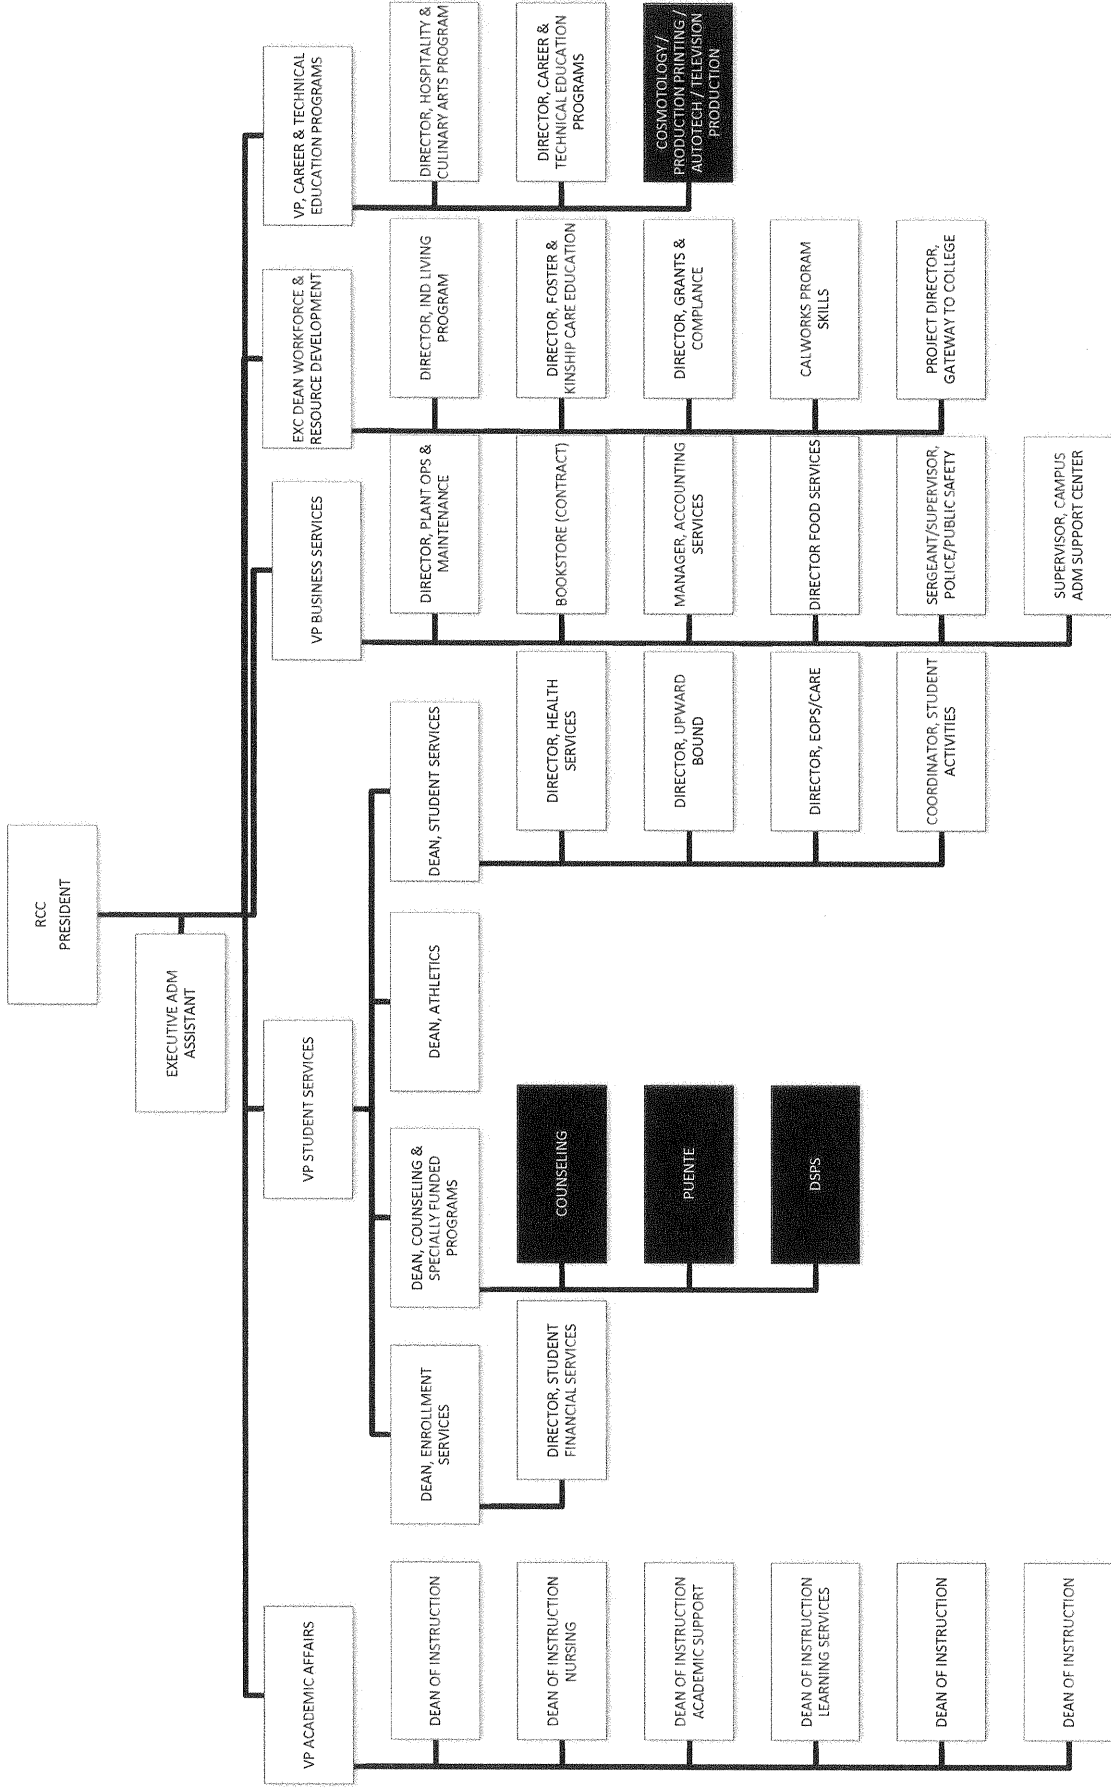 RCC
PRESIDENT
EXECUTIVE ADM
ASSISTANT
VP ACADEMIC AFFAIRS
DEAN OF INSTRUCTION
DEAN OF INSTRUCTION
NURSING
DEAN OF INSTRUCTION
ACADEMIC SUPPORT
DEAN OF INSTRUCTION
LEARNING SERVICES
DEAN OF INSTRUCTION
DEAN OF INSTRUCTION
VP STUDENT SERVICES
DEAN, ENROLLMENT
SERVICES
DIRECTOR, STUDENT
FINANCIAL SERVICES
DEAN, COUNSELING &
SPECIALLY FUNDED
PROGRAMS
COUNSELING
PUENTE
DSPS
DEAN, ATHLETICS
DEAN, STUDENT SERVICES
DIRECTOR, HEALTH
SERVICES
DIRECTOR, UPWARD
BOUND
DIRECTOR, EOPS/CARE
COORDINATOR, STUDENT
ACTIVITIES
VP BUSINESS SERVICES
DIRECTOR, PLANT OPS &
MAINTENANCE
BOOKSTORE (CONTRACT)
MANAGER, ACCOUNTING
SERVICES
DIRECTOR FOOD SERVICES
SERGEANT/SUPERVISOR,
POLICE/PUBLIC SAFETY
SUPERVISOR, CAMPUS
ADM SUPPORT CENTER
EXC DEAN WORKFORCE &
RESOURCE DEVELOPMENT
DIRECTOR, IND LIVING
PROGRAM
DIRECTOR, FOSTER &
KINSHIP CARE EDUCATION
DIRECTOR, GRANTS &
COMPLANCE
CALWORKS PRORAM
SKILLS
PROJECT DIRECTOR,
GATEWAY TO COLLEGE
VP, CAREER & TECHNICAL
EDUCATION PROGRAMS
DIRECTOR, HOSPITALITY &
CULINARY ARTS PROGRAM
DIRECTOR, CAREER &
TECHNICAL EDUCATION
PROGRAMS
COSMOTOLOGY /
PRODUCTION PRINTING /
AUTOTECH / TELEVISION
PRODUCTION